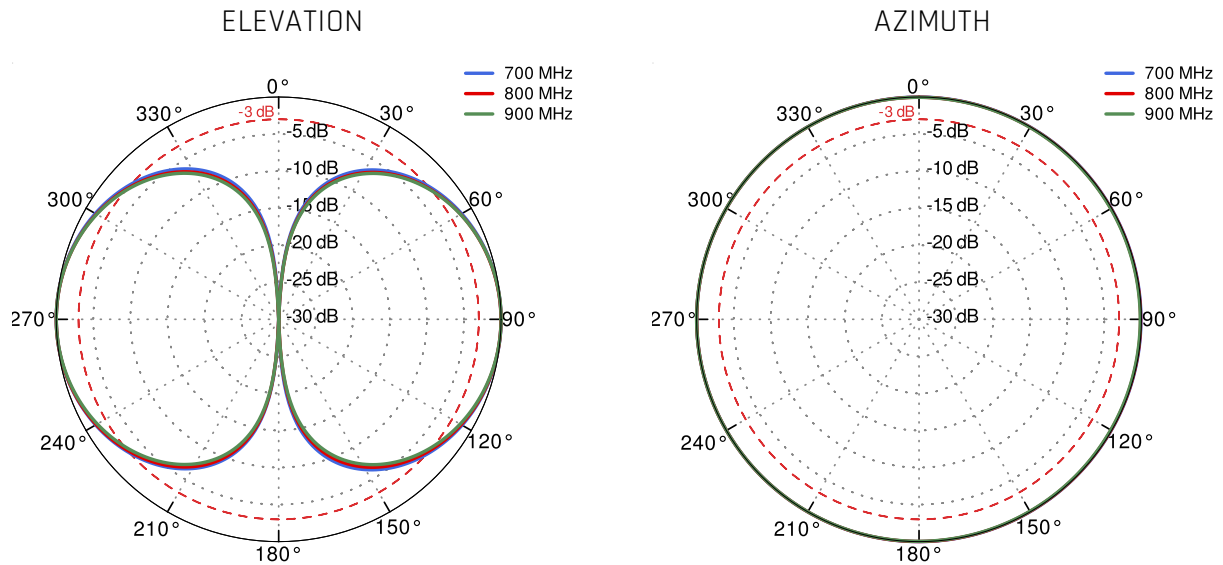 ELEVATION
700 MHz
800 MHz
900 MHz
0°
30°
60°
90°
120°
150°
180°
210°
240°
270°
300°
330°
-3 dB
-5 dB
-10 dB
-15 dB
-20 dB
-25 dB
-30 dB
AZIMUTH
700 MHz
800 MHz
900 MHz
0°
30°
60°
90°
120°
150°
180°
210°
240°
270°
300°
330°
-3 dB
-5 dB
-10 dB
-15 dB
-20 dB
-25 dB
-30 dB